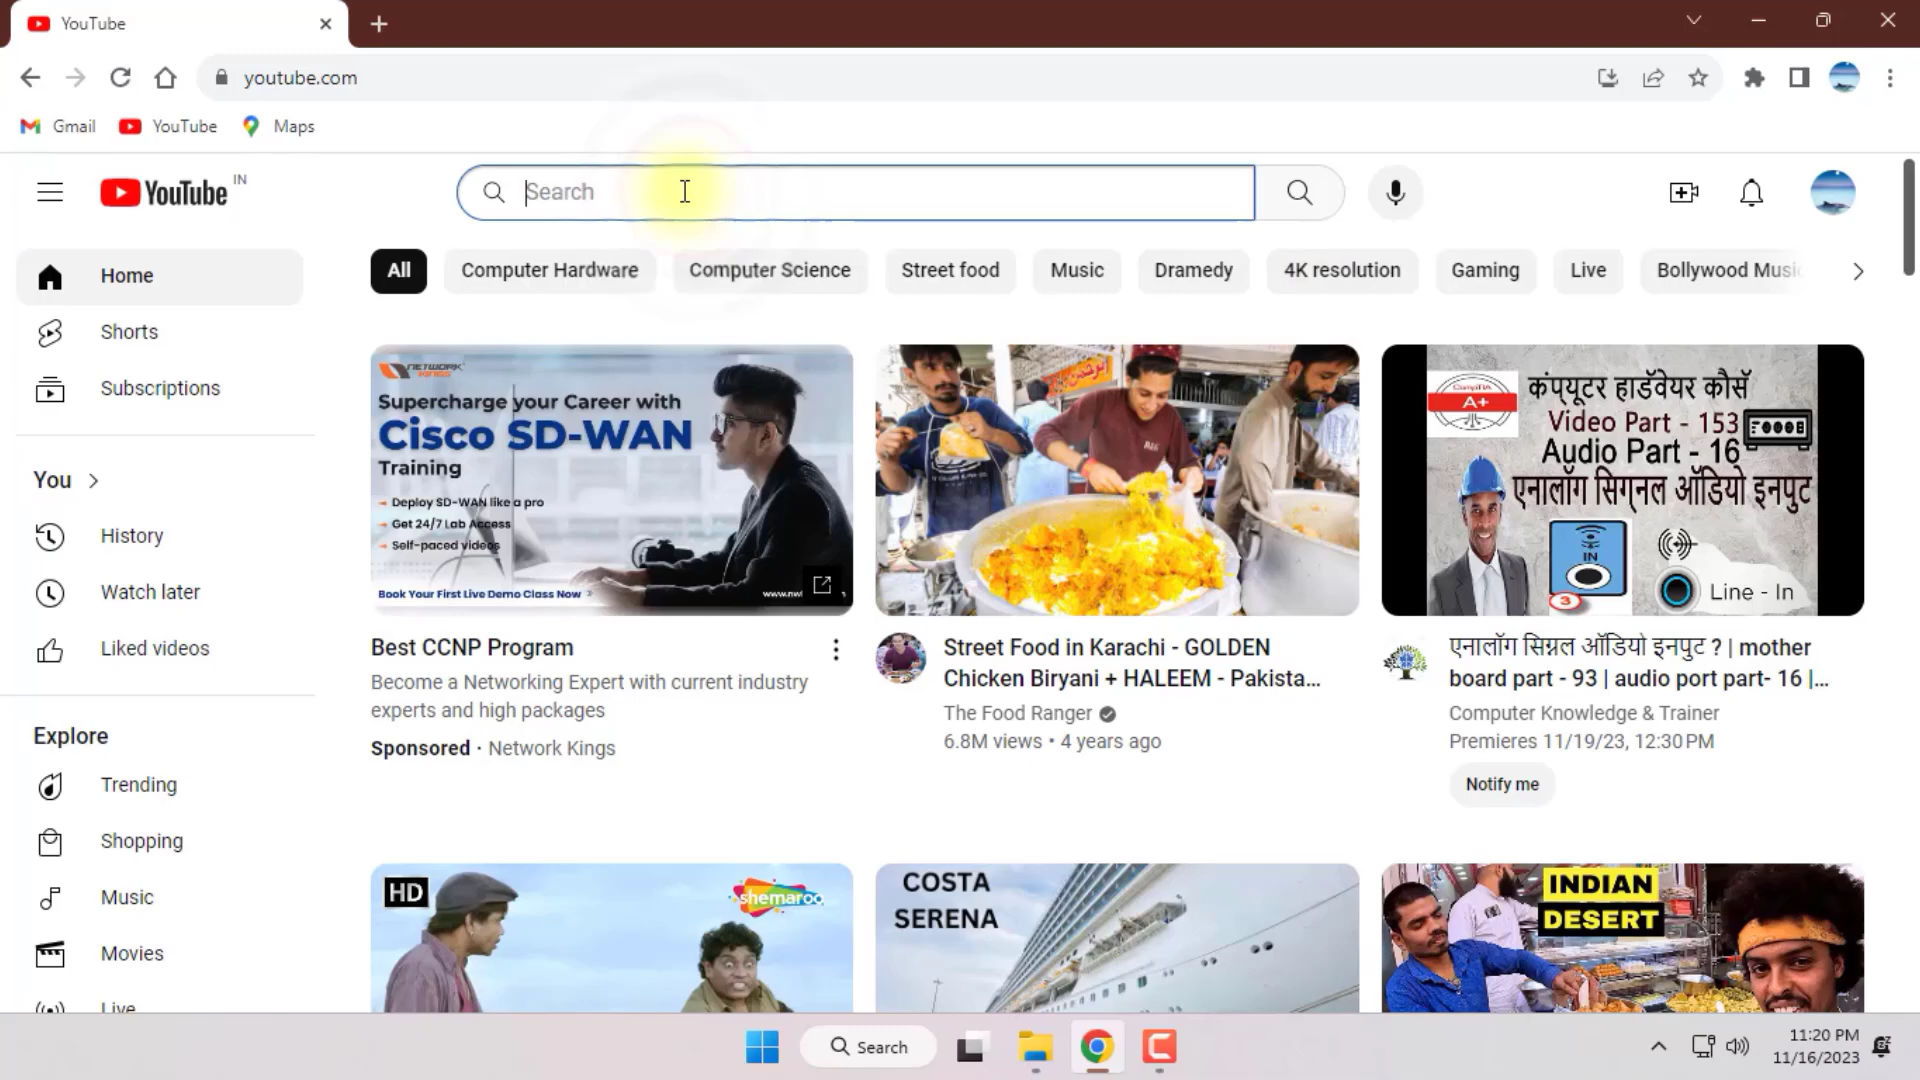 YouTube
youtube.com
Gmail
YouTube
Maps
YouTube IN
Search
All
Computer Hardware
Computer Science
Street food
Music
Dramedy
4K resolution
Gaming
Live
Bollywood Musi
Home
Shorts
Subscriptions
You
History
Watch later
Liked videos
Explore
Trending
Shopping
Music
Movies
Live
NETWORK
KINGS
Supercharge your Career with
Cisco SD-WAN
Training
Deploy SD-WAN like a pro
Get 24/7 Lab Access
Self-paced videos
Book Your First Live Demo Class Now
Best CCNP Program
Become a Networking Expert with current industry
experts and high packages
Sponsored · Network Kings
Street Food in Karachi - GOLDEN
Chicken Biryani + HALEEM - Pakista...
The Food Ranger
6.8M views • 4 years ago
CompTIA
A+
कंप्यूटर हाडॅवेयर कौसॅ
Video Part - 153
Audio Part - 16
एनालॉग सिग्नल ऑडियो इनपुट
IN
3
Line - In
एनालॉग सिग्नल ऑडियो इनपुट ? | mother
board part - 93 | audio port part- 16 |...
Computer Knowledge & Trainer
Premieres 11/19/23, 12:30 PM
Notify me
HD
shemaroo
COSTA
SERENA
INDIAN
DESERT
Search
11:20 PM
11/16/2023